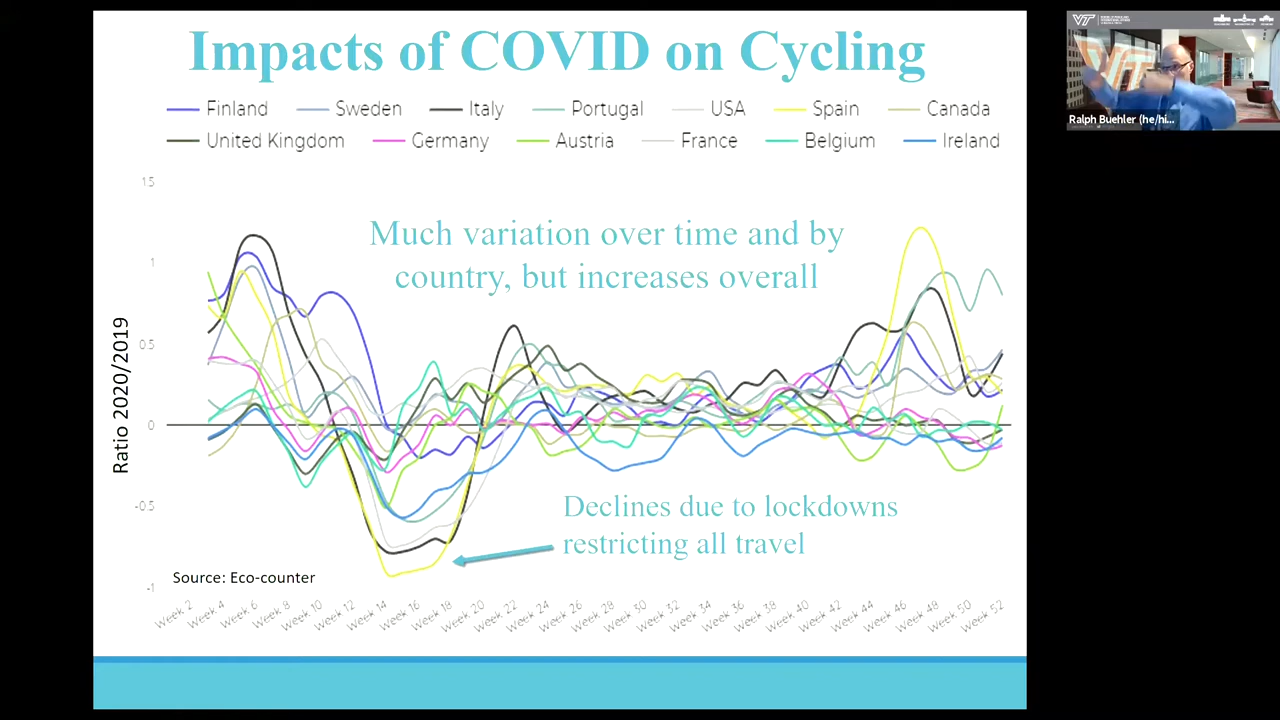 Impacts of COVID on Cycling
Finland Sweden Italy Portugal USA Spain Canada
United Kingdom Germany Austria France Belgium Ireland
1.5
Much variation over time and by
country, but increases overall
1
0.5
Ratio 2020/2019
0
-0.5
Declines due to lockdowns
restricting all travel
Source: Eco-counter
-1
Week 2 Week 4 Week 6 Week 8 Week 10 Week 12 Week 14 Week 16 Week 18 Week 20 Week 22 Week 24 Week 26 Week 28 Week 30 Week 32 Week 34 Week 36 Week 38 Week 40 Week 42 Week 44 Week 46 Week 48 Week 50 Week 52
VT
VT
Ralph Buehler (he/hi...